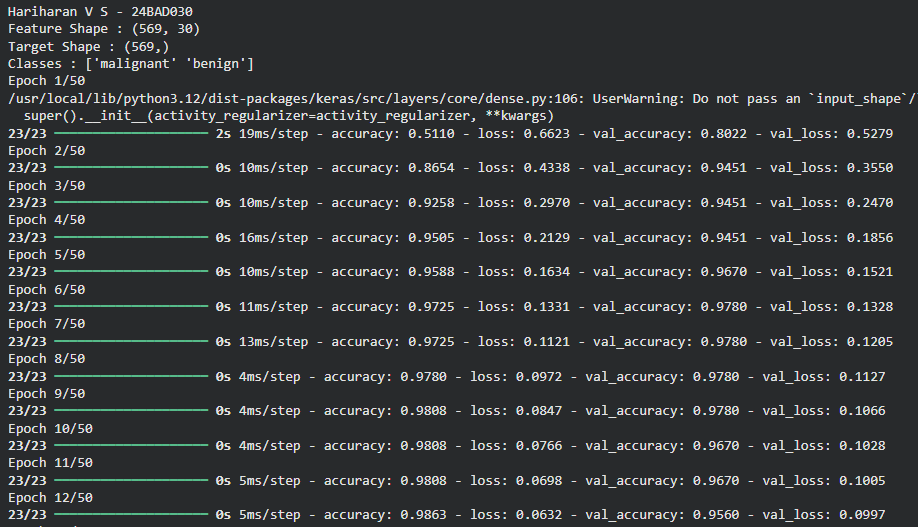 Hariharan V S - 24BAD030
Feature Shape : (569, 30)
Target Shape : (569,)
Classes : ['malignant' 'benign']
Epoch 1/50
/usr/local/lib/python3.12/dist-packages/keras/src/layers/core/dense.py:106: UserWarning: Do not pass an `input_shape`/
  super().__init__(activity_regularizer=activity_regularizer, **kwargs)
23/23 ━━━━━━━━━━━━━━━━━━━━ 2s 19ms/step - accuracy: 0.5110 - loss: 0.6623 - val_accuracy: 0.8022 - val_loss: 0.5279
Epoch 2/50
23/23 ━━━━━━━━━━━━━━━━━━━━ 0s 10ms/step - accuracy: 0.8654 - loss: 0.4338 - val_accuracy: 0.9451 - val_loss: 0.3550
Epoch 3/50
23/23 ━━━━━━━━━━━━━━━━━━━━ 0s 10ms/step - accuracy: 0.9258 - loss: 0.2970 - val_accuracy: 0.9451 - val_loss: 0.2470
Epoch 4/50
23/23 ━━━━━━━━━━━━━━━━━━━━ 0s 16ms/step - accuracy: 0.9505 - loss: 0.2129 - val_accuracy: 0.9451 - val_loss: 0.1856
Epoch 5/50
23/23 ━━━━━━━━━━━━━━━━━━━━ 0s 10ms/step - accuracy: 0.9588 - loss: 0.1634 - val_accuracy: 0.9670 - val_loss: 0.1521
Epoch 6/50
23/23 ━━━━━━━━━━━━━━━━━━━━ 0s 11ms/step - accuracy: 0.9725 - loss: 0.1331 - val_accuracy: 0.9780 - val_loss: 0.1328
Epoch 7/50
23/23 ━━━━━━━━━━━━━━━━━━━━ 0s 13ms/step - accuracy: 0.9725 - loss: 0.1121 - val_accuracy: 0.9780 - val_loss: 0.1205
Epoch 8/50
23/23 ━━━━━━━━━━━━━━━━━━━━ 0s 4ms/step - accuracy: 0.9780 - loss: 0.0972 - val_accuracy: 0.9780 - val_loss: 0.1127
Epoch 9/50
23/23 ━━━━━━━━━━━━━━━━━━━━ 0s 4ms/step - accuracy: 0.9808 - loss: 0.0847 - val_accuracy: 0.9780 - val_loss: 0.1066
Epoch 10/50
23/23 ━━━━━━━━━━━━━━━━━━━━ 0s 4ms/step - accuracy: 0.9808 - loss: 0.0766 - val_accuracy: 0.9670 - val_loss: 0.1028
Epoch 11/50
23/23 ━━━━━━━━━━━━━━━━━━━━ 0s 5ms/step - accuracy: 0.9808 - loss: 0.0698 - val_accuracy: 0.9670 - val_loss: 0.1005
Epoch 12/50
23/23 ━━━━━━━━━━━━━━━━━━━━ 0s 5ms/step - accuracy: 0.9863 - loss: 0.0632 - val_accuracy: 0.9560 - val_loss: 0.0997